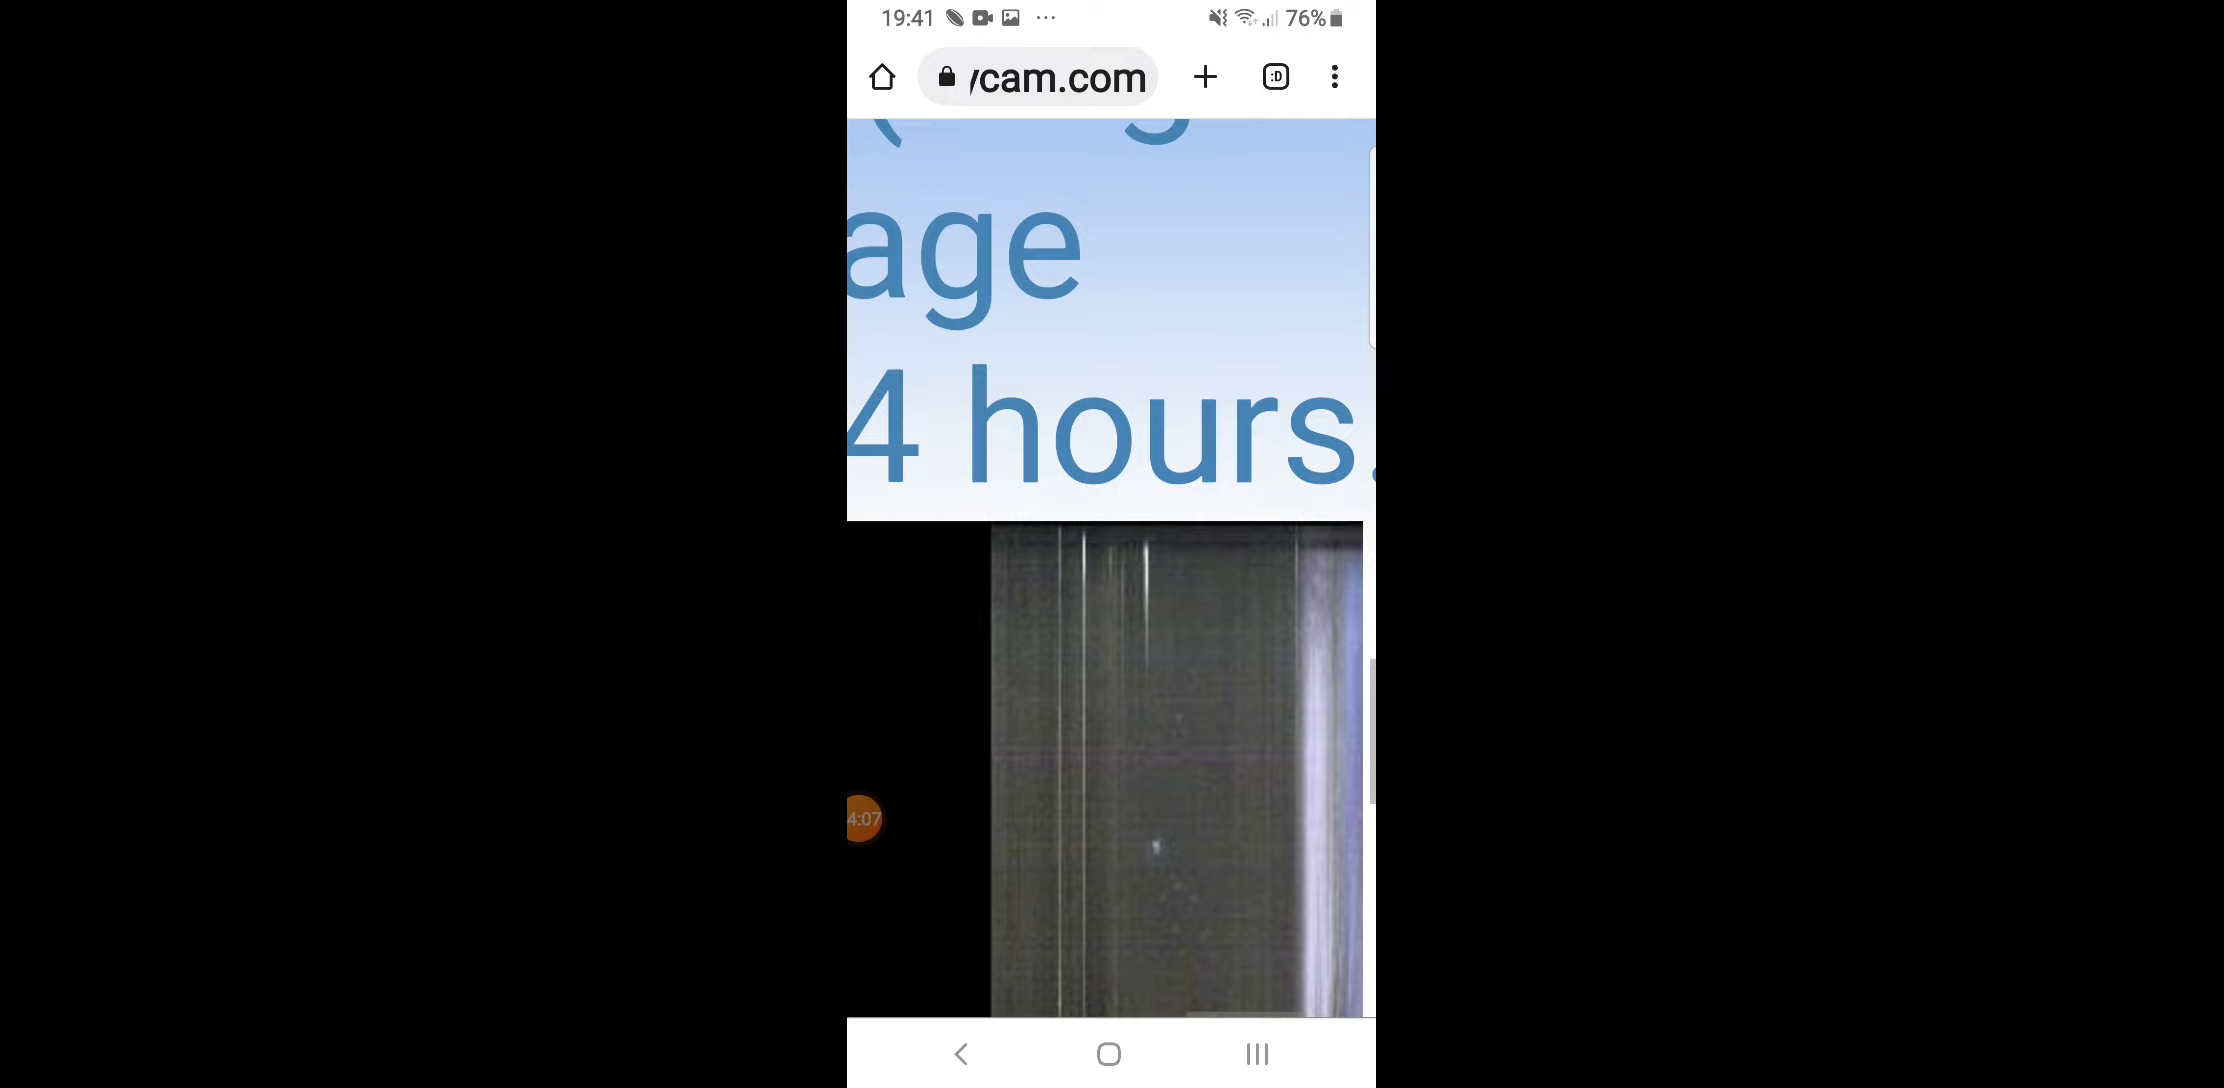 19:41 ... 76%
/cam.com + :D
age
4 hours.
4:07